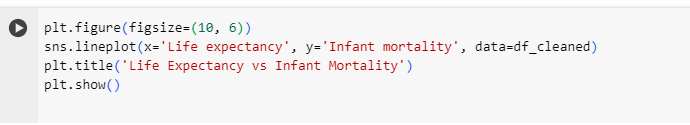 plt.figure(figsize=(10, 6))
sns.lineplot(x='Life expectancy', y='Infant mortality', data=df_cleaned)
plt.title('Life Expectancy vs Infant Mortality')
plt.show()